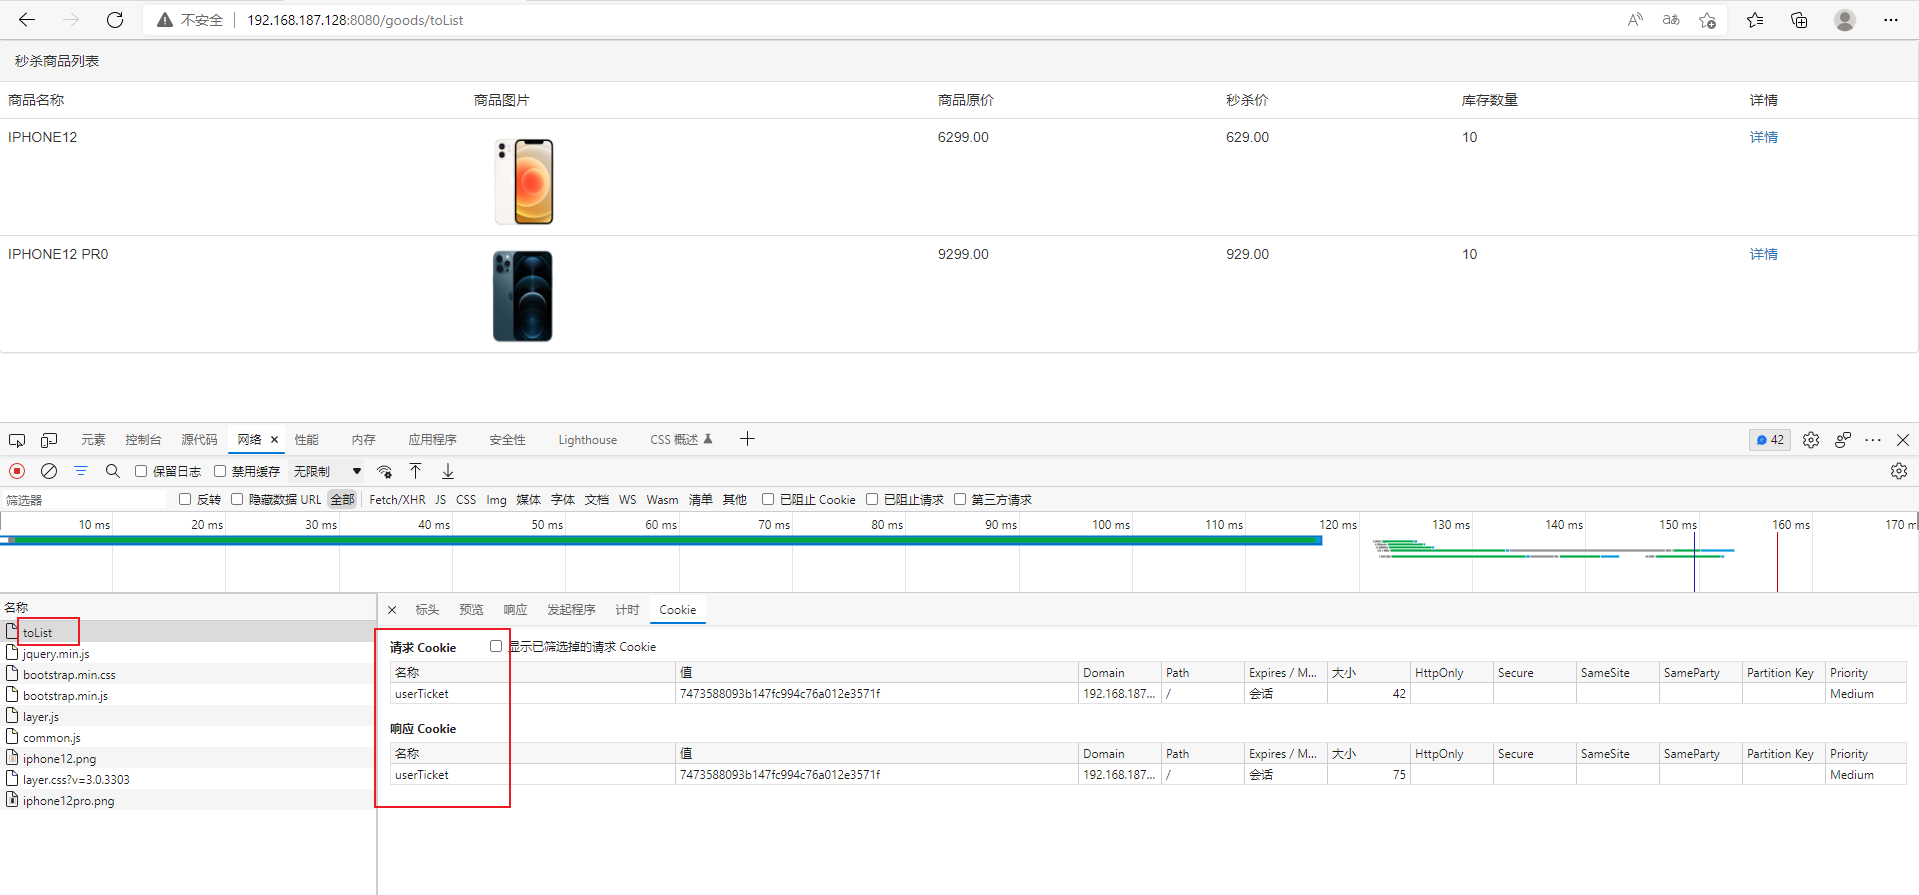 不安全 192.168.187.128:8080/goods/toList
秒杀商品列表
商品名称 商品图片 商品原价 秒杀价 库存数量 详情
IPHONE12 6299.00 629.00 10 详情
IPHONE12 PR0 9299.00 929.00 10 详情
元素 控制台 源代码 网络 性能 内存 应用程序 安全性 Lighthouse CSS 概述 42
保留日志 禁用缓存 无限制
筛选器 反转 隐藏数据 URL 全部 Fetch/XHR JS CSS Img 媒体 字体 文档 WS Wasm 清单 其他 已阻止 Cookie 已阻止请求 第三方请求
10 ms 20 ms 30 ms 40 ms 50 ms 60 ms 70 ms 80 ms 90 ms 100 ms 110 ms 120 ms 130 ms 140 ms 150 ms 160 ms 170 m
名称
toList
jquery.min.js
bootstrap.min.css
bootstrap.min.js
layer.js
common.js
iphone12.png
layer.css?v=3.0.3303
iphone12pro.png
标头 预览 响应 发起程序 计时 Cookie
请求 Cookie 显示已筛选掉的请求 Cookie
名称 值 Domain Path Expires / M... 大小 HttpOnly Secure SameSite SameParty Partition Key Priority
userTicket 7473588093b147fc994c76a012e3571f 192.168.187... / 会话 42 Medium
响应 Cookie
名称 值 Domain Path Expires / M... 大小 HttpOnly Secure SameSite SameParty Partition Key Priority
userTicket 7473588093b147fc994c76a012e3571f 192.168.187... / 会话 75 Medium